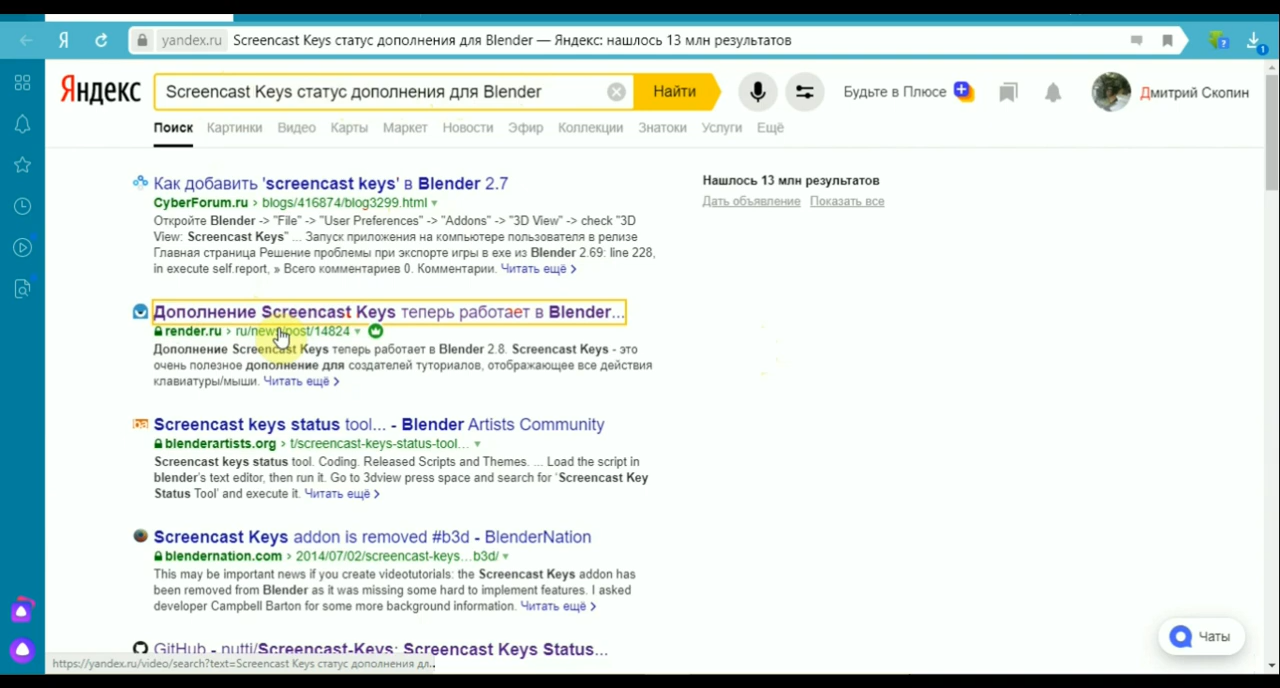 Я
yandex.ru Screencast Keys статус дополнения для Blender — Яндекс: нашлось 13 млн результатов
1
Яндекс
Screencast Keys статус дополнения для Blender
Найти
Будьте в Плюсе
Дмитрий Скопин
Поиск Картинки Видео Карты Маркет Новости Эфир Коллекции Знатоки Услуги Ещё
Нашлось 13 млн результатов
Дать объявление Показать все
Как добавить 'screencast keys' в Blender 2.7
CyberForum.ru › blogs/416874/blog3299.html
Откройте Blender -> "File" -> "User Preferences" -> "Addons" -> "3D View" -> check "3D
View: Screencast Keys" ... Запуск приложения на компьютере пользователя в релизе
Главная страница Решение проблемы при экспорте игры в exe из Blender 2.69: line 228,
in execute self.report, » Всего комментариев 0. Комментарии. Читать ещё >
Дополнение Screencast Keys теперь работает в Blender...
render.ru › ru/news/post/14824
Дополнение Screencast Keys теперь работает в Blender 2.8. Screencast Keys - это
очень полезное дополнение для создателей туториалов, отображающее все действия
клавиатуры/мыши. Читать ещё >
Screencast keys status tool... - Blender Artists Community
blenderartists.org › t/screencast-keys-status-tool...
Screencast keys status tool. Coding. Released Scripts and Themes. ... Load the script in
blender's text editor, then run it. Go to 3dview press space and search for 'Screencast Key
Status Tool' and execute it. Читать ещё >
Screencast Keys addon is removed #b3d - BlenderNation
blendernation.com › 2014/07/02/screencast-keys...b3d/
This may be important news if you create videotutorials: the Screencast Keys addon has
been removed from Blender as it was missing some hard to implement features. I asked
developer Campbell Barton for some more background information. Читать ещё >
GitHub - nutti/Screencast-Keys: Screencast Keys Status...
Чаты
https://yandex.ru/video/search?text=Screencast Keys статус дополнения дл...